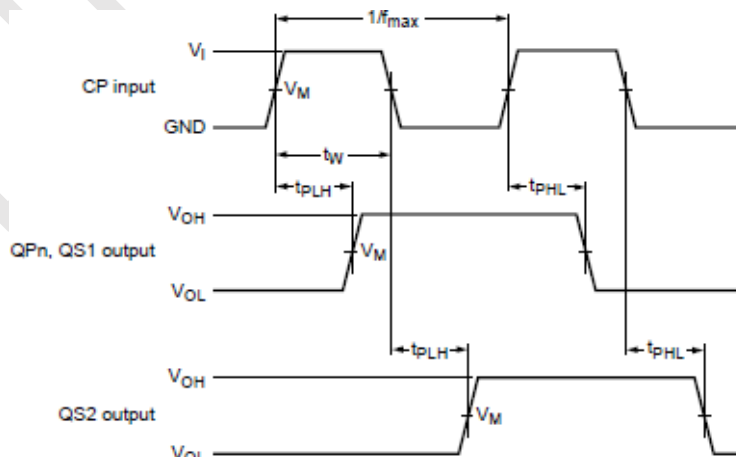 1/fmax
VI
CP input
VM
GND
tW
tPLH
tPHL
VOH
QPn, QS1 output
VM
VOL
tPLH
tPHL
VOH
QS2 output
VM
VOL